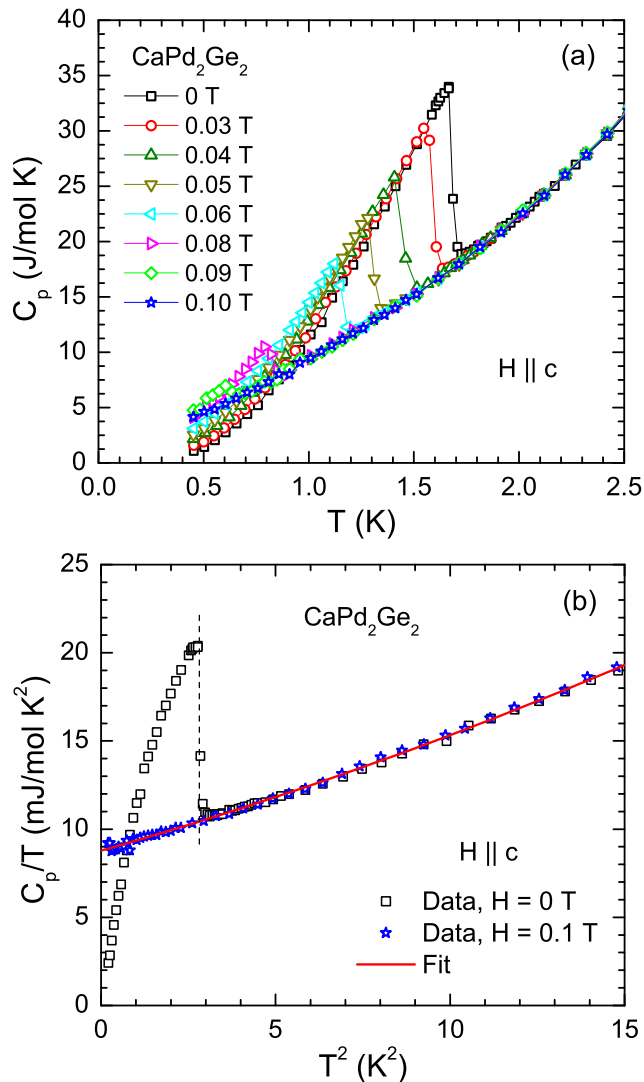 (a)
CaPd₂Ge₂
0 T
0.03 T
0.04 T
0.05 T
0.06 T
0.08 T
0.09 T
0.10 T
H || c
Cₚ (J/mol K)
40
35
30
25
20
15
10
5
0
0.0 0.5 1.0 1.5 2.0 2.5
T (K)
(b)
CaPd₂Ge₂
H || c
Data, H = 0 T
Data, H = 0.1 T
Fit
Cₚ/T (mJ/mol K²)
25
20
15
10
5
0
0 5 10 15
T² (K²)